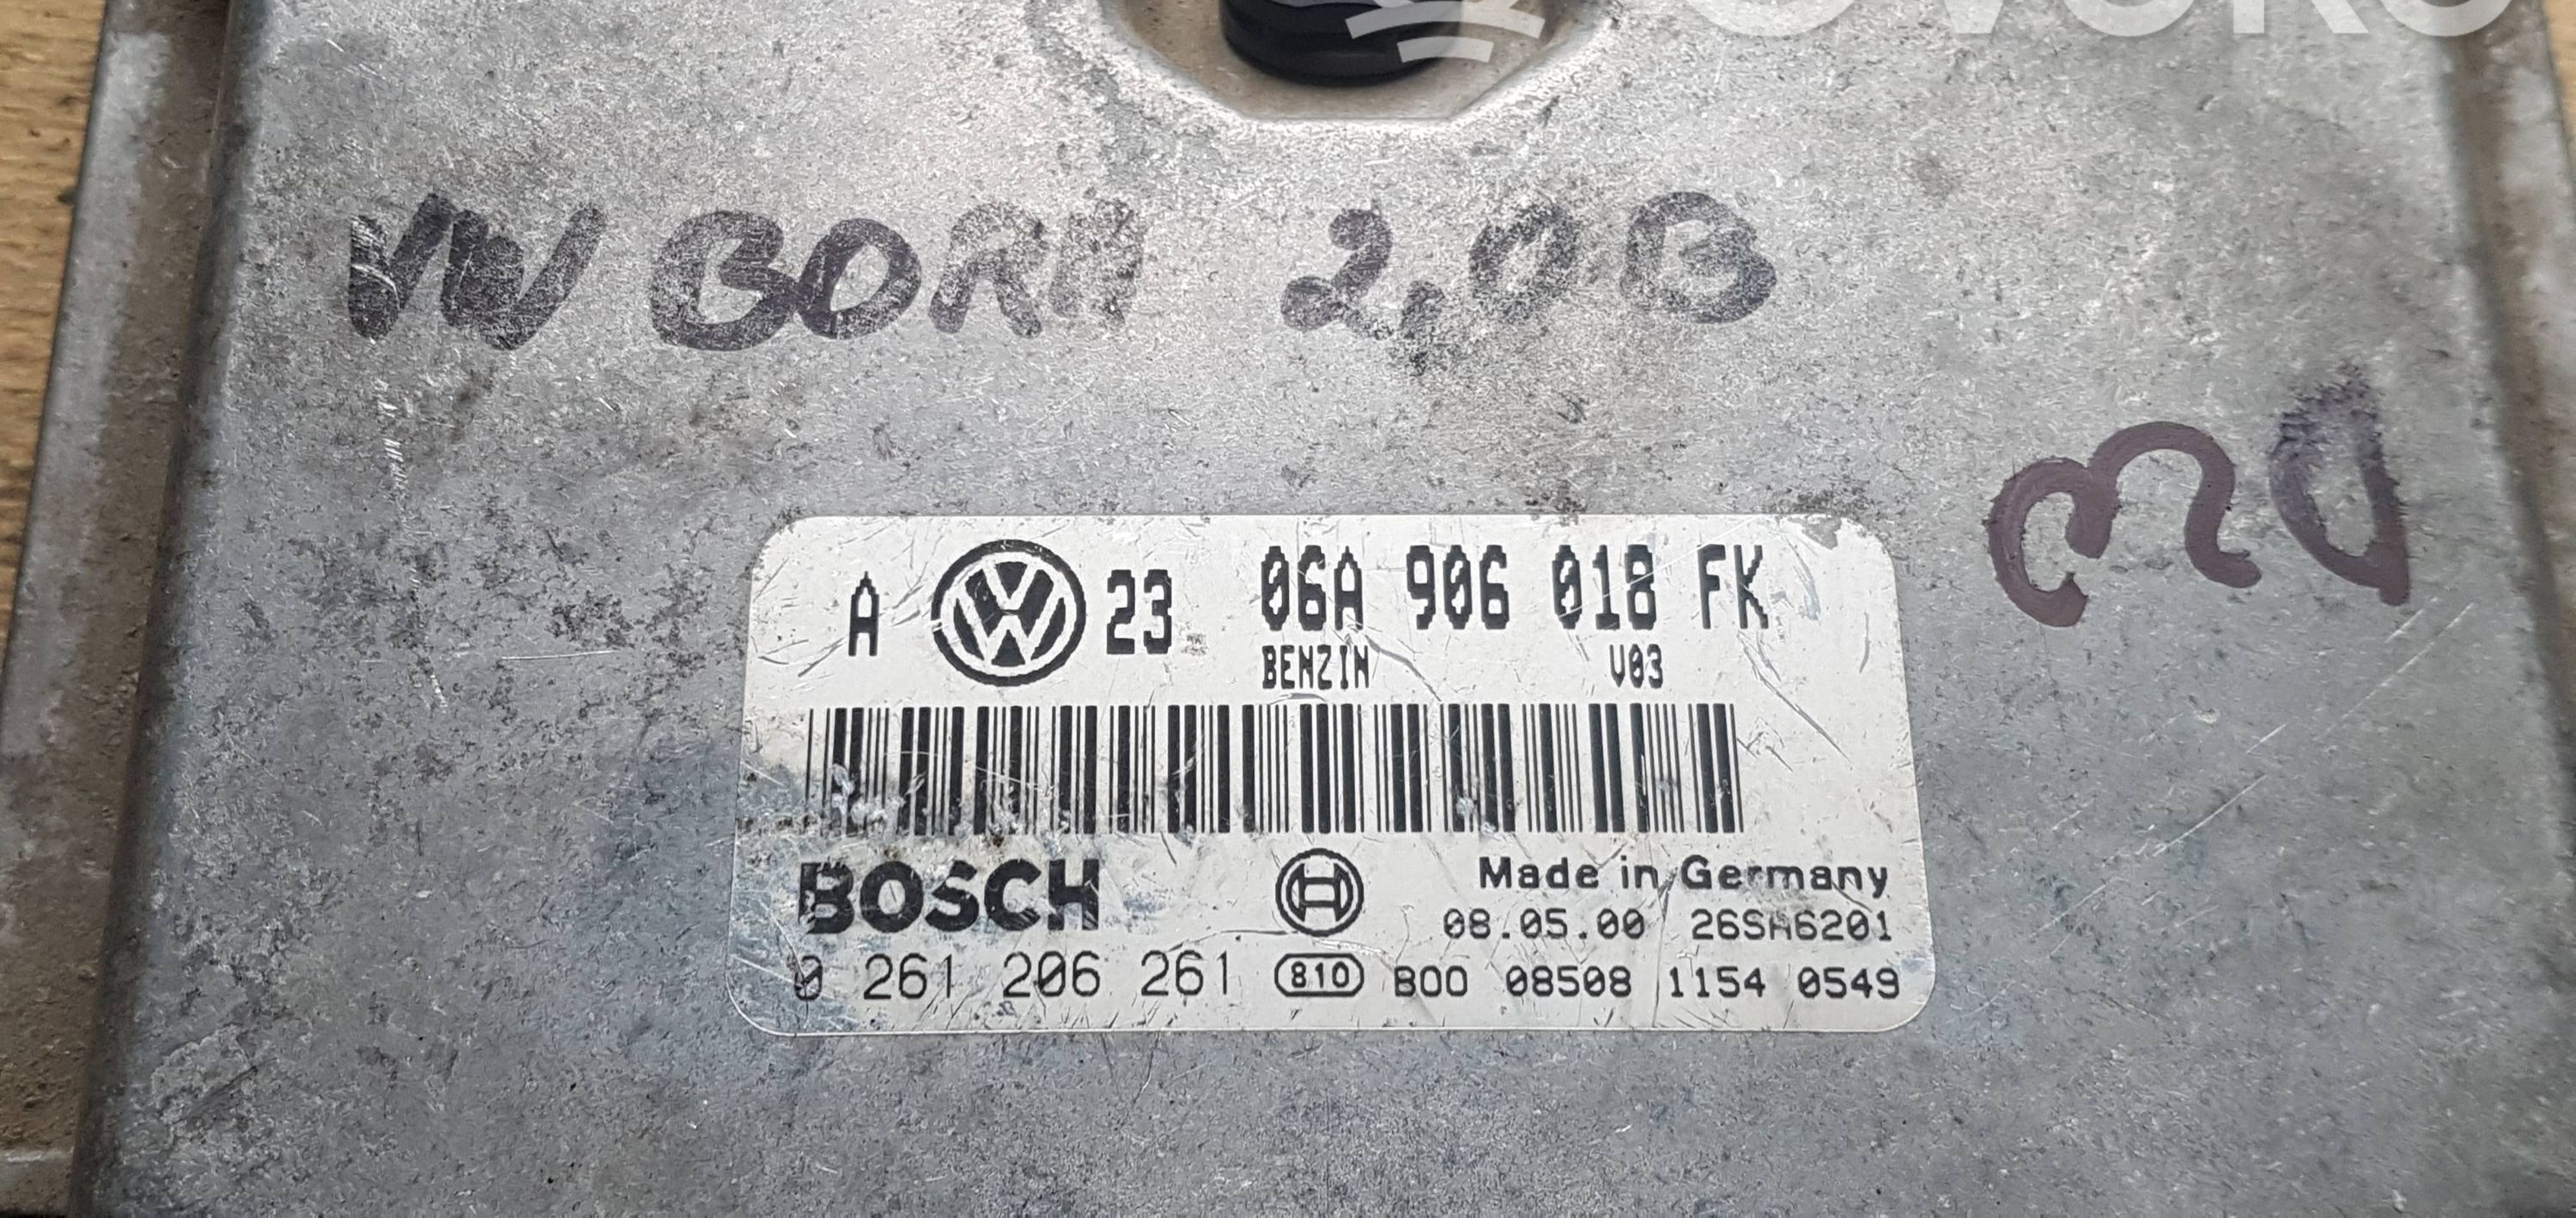 VW BORA 2,0 B
A 23 06A 906 018 FK
BENZIN V03
BOSCH
Made in Germany
08.05.00 26SA6201
0 261 206 261 810 B00 08508 1154 0549